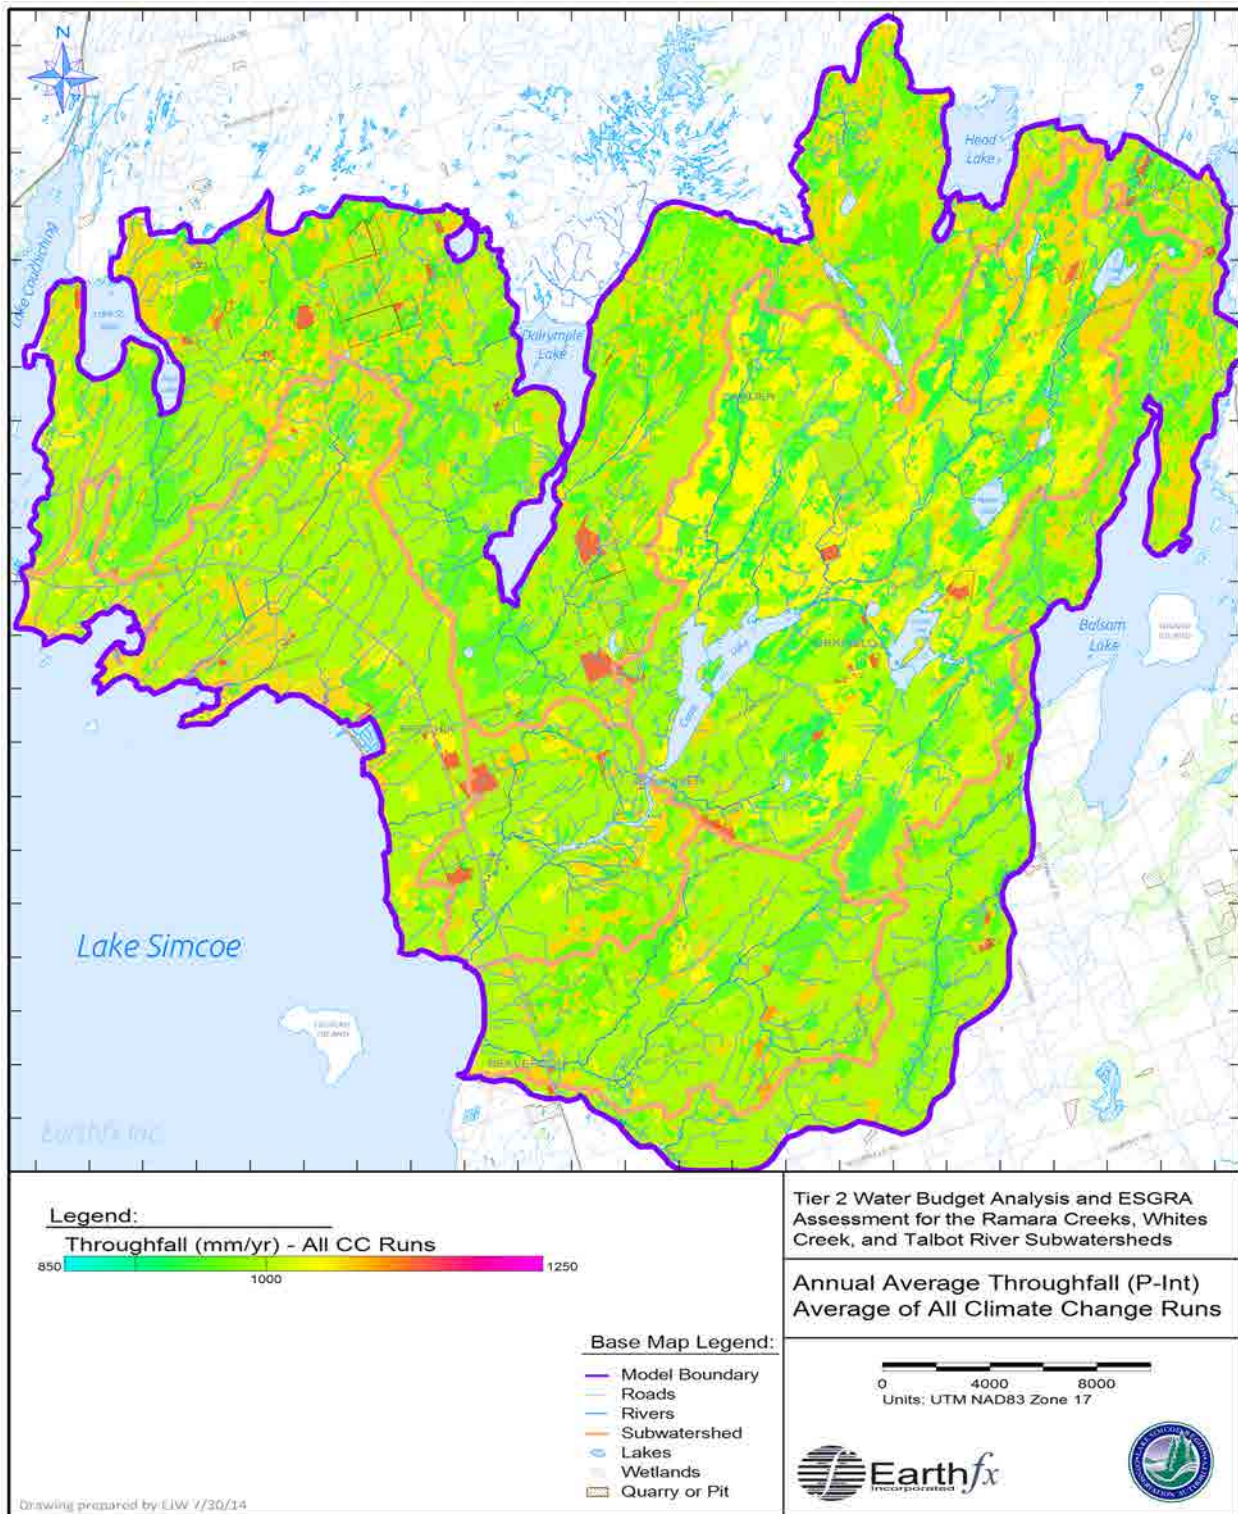 N
Head
Lake
Lake Couchiching
Dalrymple
Lake
Balsam
Lake
Canal
Lake
Lake Simcoe
Earthfx Inc.
Legend:
Throughfall (mm/yr) - All CC Runs
850
1250
1000
Base Map Legend:
Model Boundary
Roads
Rivers
Subwatershed
Lakes
Wetlands
Quarry or Pit
Drawing prepared by EJW 7/30/14
Tier 2 Water Budget Analysis and ESGRA
Assessment for the Ramara Creeks, Whites
Creek, and Talbot River Subwatersheds
Annual Average Throughfall (P-Int)
Average of All Climate Change Runs
0
4000
8000
Units: UTM NAD83 Zone 17
Earthfx
Incorporated